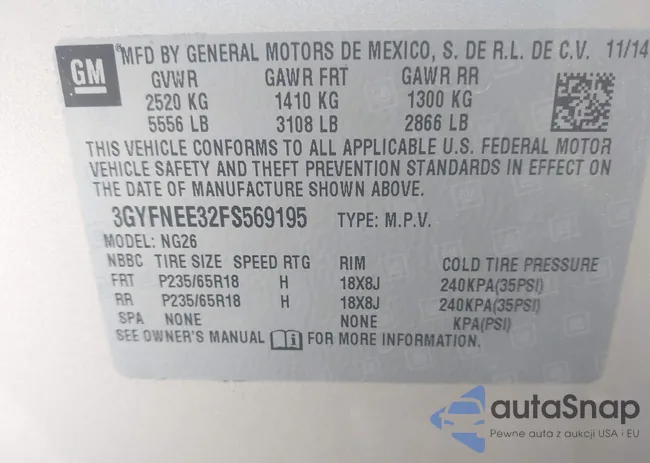 GM
MFD BY GENERAL MOTORS DE MEXICO, S. DE R.L. DE C.V. 11/14
GVWR GAWR FRT GAWR RR
2520 KG 1410 KG 1300 KG
5556 LB 3108 LB 2866 LB
THIS VEHICLE CONFORMS TO ALL APPLICABLE U.S. FEDERAL MOTOR
VEHICLE SAFETY AND THEFT PREVENTION STANDARDS IN EFFECT ON
THE DATE OF MANUFACTURE SHOWN ABOVE.
3GYFNEE32FS569195 TYPE: M.P.V.
MODEL: NG26
NBBC TIRE SIZE SPEED RTG RIM COLD TIRE PRESSURE
FRT P235/65R18 H 18X8J 240KPA(35PSI)
RR P235/65R18 H 18X8J 240KPA(35PSI)
SPA NONE NONE KPA(PSI)
SEE OWNER'S MANUAL FOR MORE INFORMATION.
autaSnap
Pewne auta z aukcji USA i EU